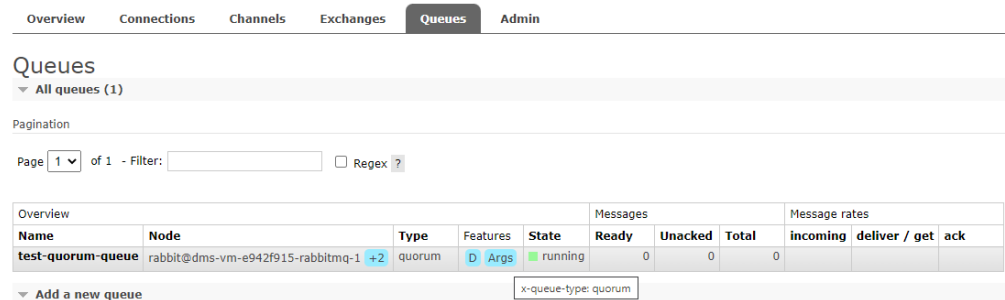 Overview Connections Channels Exchanges Queues Admin
Queues
All queues (1)
Pagination
Page 1 of 1 - Filter: Regex ?
Overview Messages Message rates
Name Node Type Features State Ready Unacked Total incoming deliver / get ack
test-quorum-queue rabbit@dms-vm-e942f915-rabbitmq-1 +2 quorum D Args running 0 0 0
x-queue-type: quorum
Add a new queue